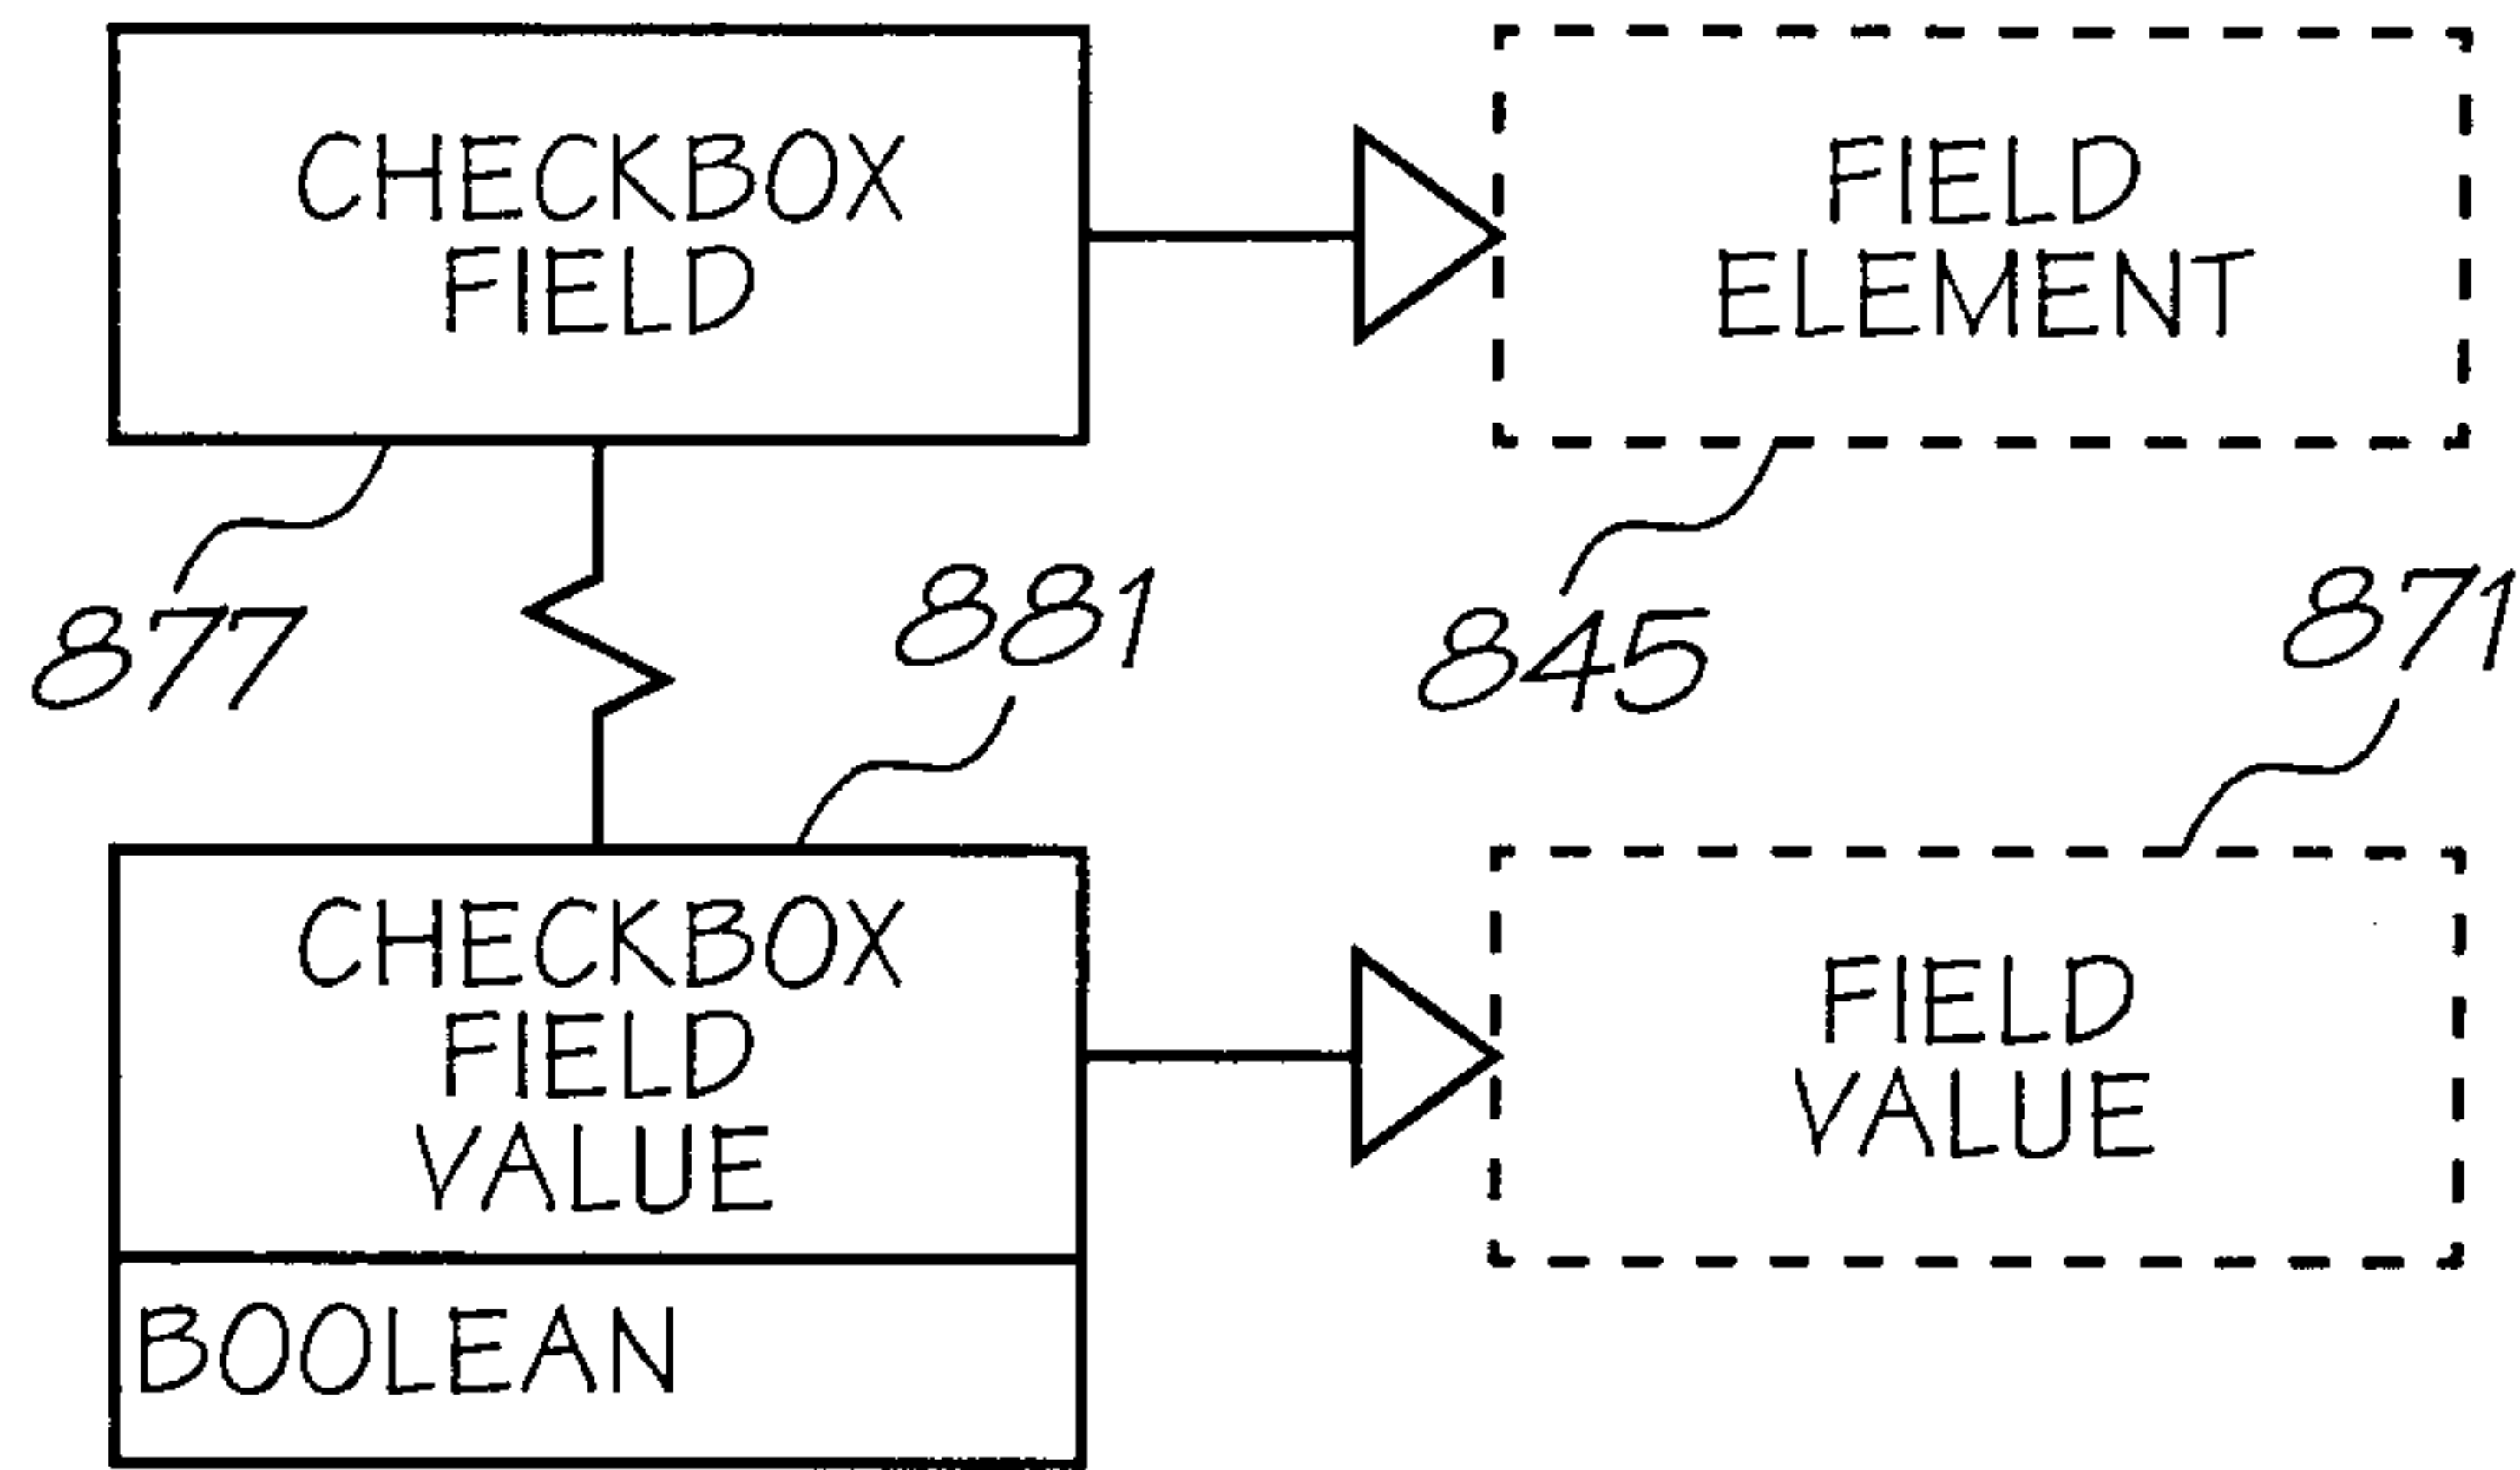 CHECKBOX
FIELD
FIELD
ELEMENT
877
881
845
871
CHECKBOX
FIELD
VALUE
BOOLEAN
FIELD
VALUE